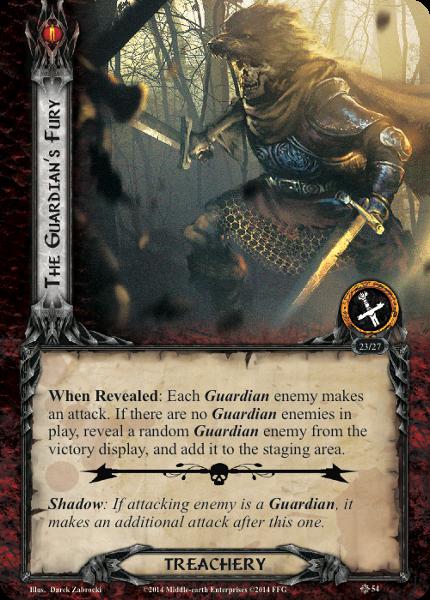 THE GUARDIAN'S FURY
23/27
When Revealed: Each Guardian enemy makes
an attack. If there are no Guardian enemies in
play, reveal a random Guardian enemy from the
victory display, and add it to the staging area.
Shadow: If attacking enemy is a Guardian, it
makes an additional attack after this one.
TREACHERY
Illus. Darek Zabrocki ©2014 Middle-earth Enterprises ©2014 FFG 54